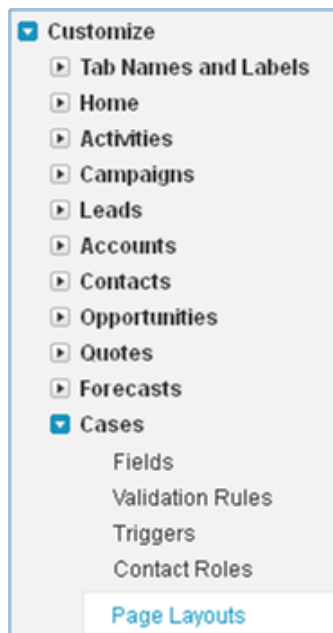 Customize
Tab Names and Labels
Home
Activities
Campaigns
Leads
Accounts
Contacts
Opportunities
Quotes
Forecasts
Cases
Fields
Validation Rules
Triggers
Contact Roles
Page Layouts